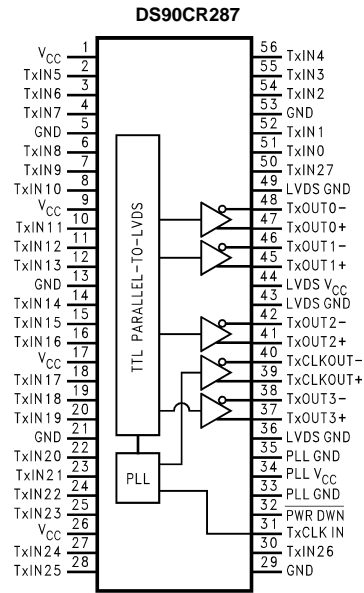 DS90CR287
VCC 1 56 TxIN4
TxIN5 2 55 TxIN3
TxIN6 3 54 TxIN2
TxIN7 4 53 GND
GND 5 52 TxIN1
TxIN8 6 51 TxIN0
TxIN9 7 50 TxIN27
TxIN10 8 49 LVDS GND
VCC 9 48 TxOUT0−
TxIN11 10 47 TxOUT0+
TxIN12 11 46 TxOUT1−
TxIN13 12 45 TxOUT1+
GND 13 44 LVDS VCC
TxIN14 14 43 LVDS GND
TxIN15 15 42 TxOUT2−
TxIN16 16 41 TxOUT2+
VCC 17 40 TxCLKOUT−
TxIN17 18 39 TxCLKOUT+
TxIN18 19 38 TxOUT3−
TxIN19 20 37 TxOUT3+
GND 21 36 LVDS GND
TxIN20 22 35 PLL GND
TxIN21 23 34 PLL VCC
TxIN22 24 33 PLL GND
TxIN23 25 32 PWR DWN
VCC 26 31 TxCLK IN
TxIN24 27 30 TxIN26
TxIN25 28 29 GND
TTL PARALLEL-TO-LVDS
PLL